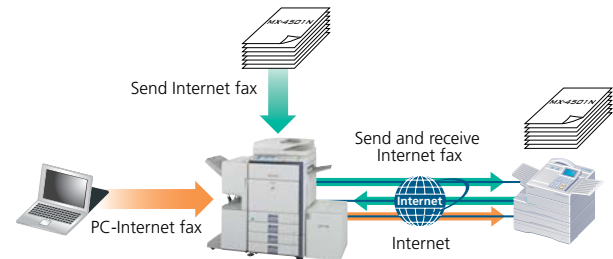 MX-4501N
Send Internet fax
MX-4501N
Send and receive
Internet fax
Internet
PC-Internet fax
Internet